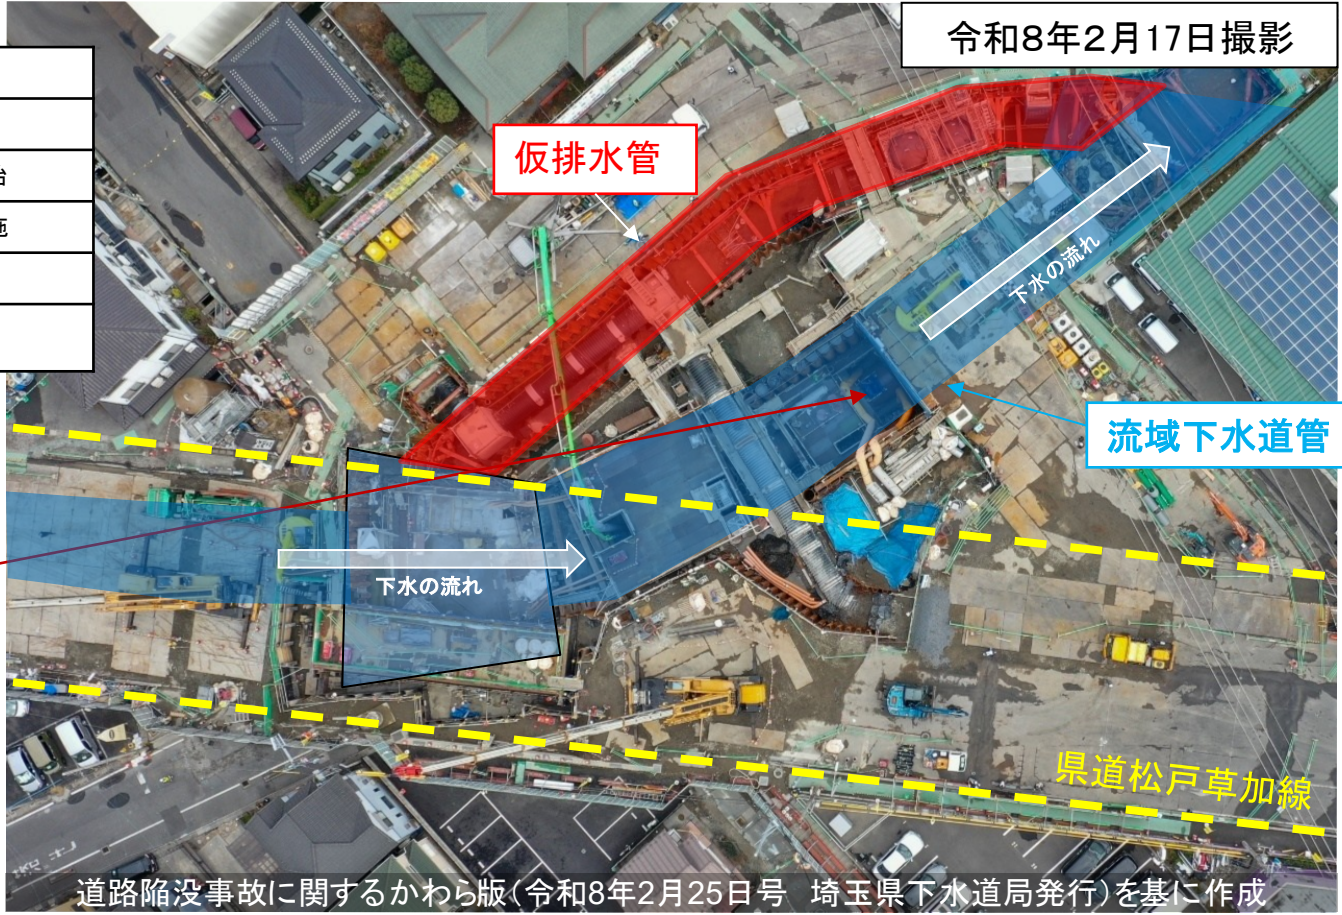 令和8年2月17日撮影
台
施
仮排水管
下水の流れ
流域下水道管
下水の流れ
県道松戸草加線
道路陥没事故に関するかわら版(令和8年2月25日号 埼玉県下水道局発行)を基に作成